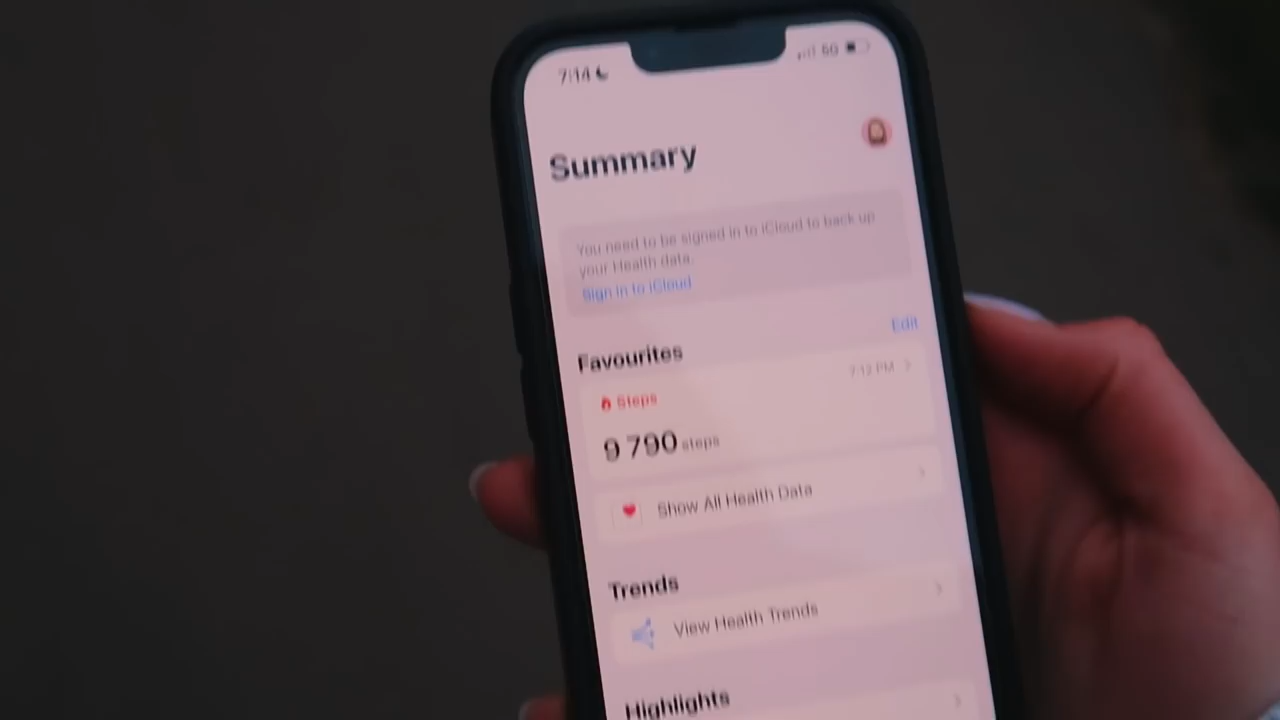 7:14
5G
Summary
You need to be signed in to iCloud to back up
your Health data.
Sign in to iCloud
Edit
Favourites
7:12 PM
Steps
9 790 steps
Show All Health Data
Trends
View Health Trends
Highlights